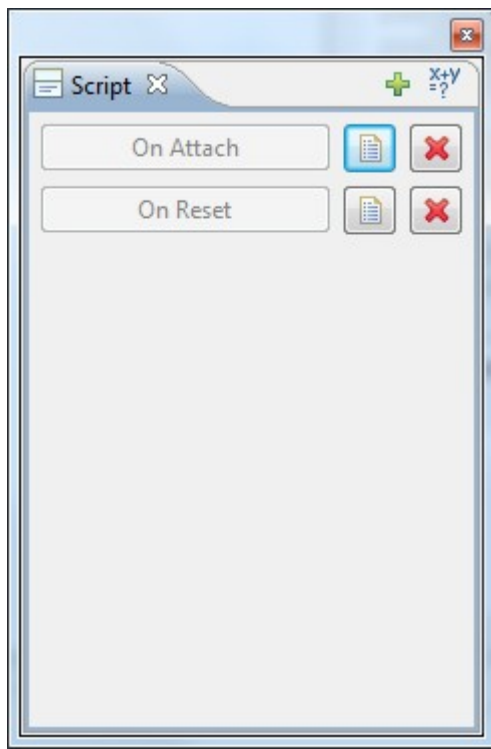 Script
x+y
=?
On Attach
On Reset